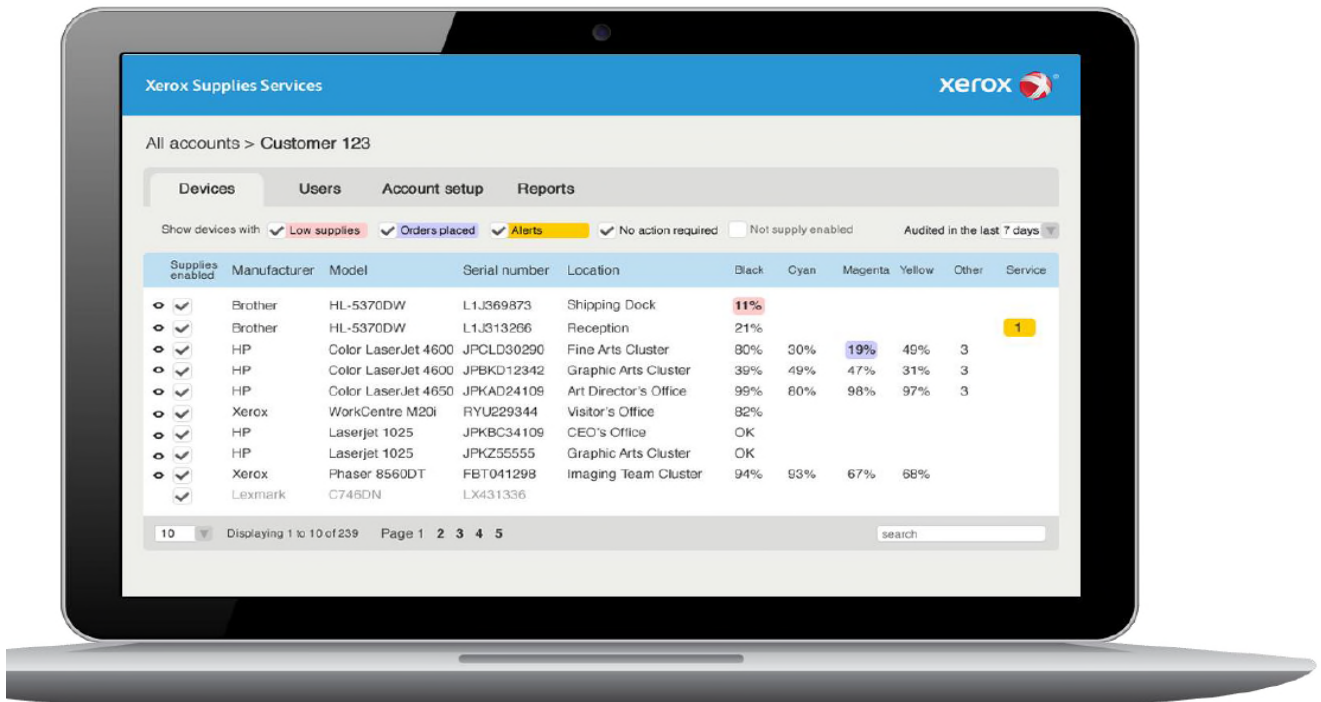 Xerox Supplies Services
xerox ®
All accounts > Customer 123
Devices Users Account setup Reports
Show devices with Low supplies Orders placed Alerts No action required Not supply enabled Audited in the last 7 days
Supplies enabled Manufacturer Model Serial number Location Black Cyan Magenta Yellow Other Service
Brother HL-5370DW L1J369873 Shipping Dock 11%
Brother HL-5370DW L1J313266 Reception 21% 1
HP Color LaserJet 4600 JPCLD30290 Fine Arts Cluster 80% 30% 19% 49% 3
HP Color LaserJet 4600 JPBKD12342 Graphic Arts Cluster 39% 49% 47% 31% 3
HP Color LaserJet 4650 JPKAD24109 Art Director's Office 99% 80% 98% 97% 3
Xerox WorkCentre M20i RYU229344 Visitor's Office 82%
HP Laserjet 1025 JPKBC34109 CEO's Office OK
HP Laserjet 1025 JPKZ55555 Graphic Arts Cluster OK
Xerox Phaser 8560DT FBT041298 Imaging Team Cluster 94% 93% 67% 68%
Lexmark C746DN LX431336
10 Displaying 1 to 10 of 239 Page 1 2 3 4 5 search